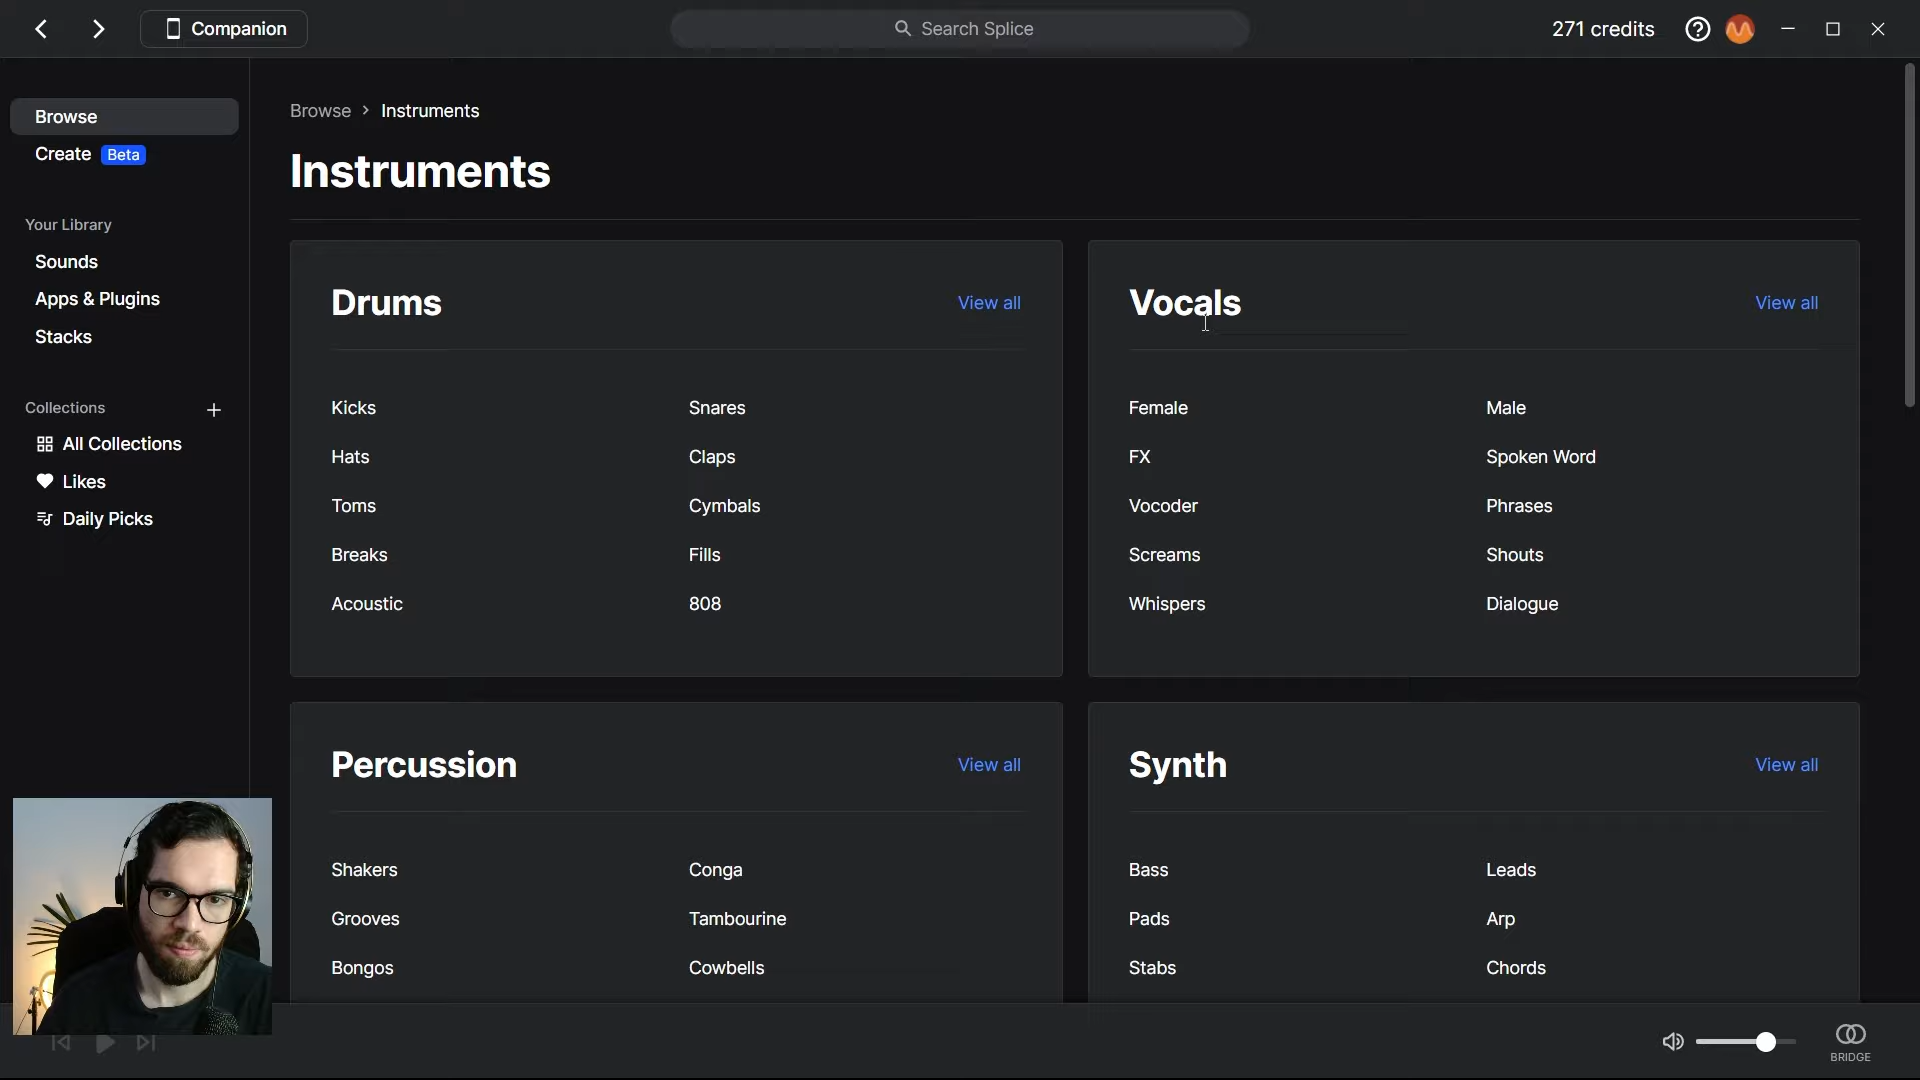 Companion
Search Splice
271 credits
Browse
Create Beta
Your Library
Sounds
Apps & Plugins
Stacks
Collections
All Collections
Likes
Daily Picks
Browse > Instruments
Instruments
Drums
View all
Kicks
Snares
Hats
Claps
Toms
Cymbals
Breaks
Fills
Acoustic
808
Vocals
View all
Female
Male
FX
Spoken Word
Vocoder
Phrases
Screams
Shouts
Whispers
Dialogue
Percussion
View all
Shakers
Conga
Grooves
Tambourine
Bongos
Cowbells
Synth
View all
Bass
Leads
Pads
Arp
Stabs
Chords
BRIDGE